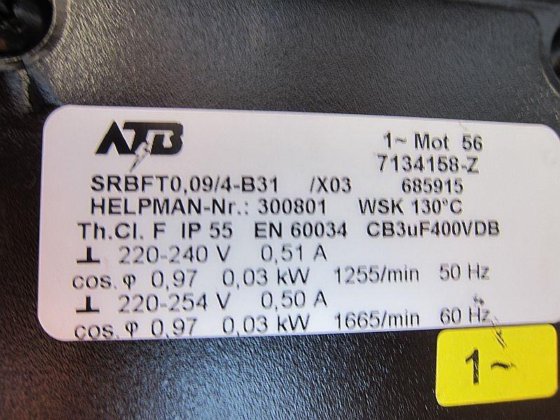 ATB
1~ Mot 56
7134158-Z
SRBFT0,09/4-B31 /X03 685915
HELPMAN-Nr.: 300801 WSK 130°C
Th.Cl. F IP 55 EN 60034 CB3uF400VDB
⊥ 220-240 V 0,51 A
cos. φ 0,97 0,03 kW 1255/min 50 Hz
⊥ 220-254 V 0,50 A
cos. φ 0,97 0,03 kW 1665/min 60 Hz
1~